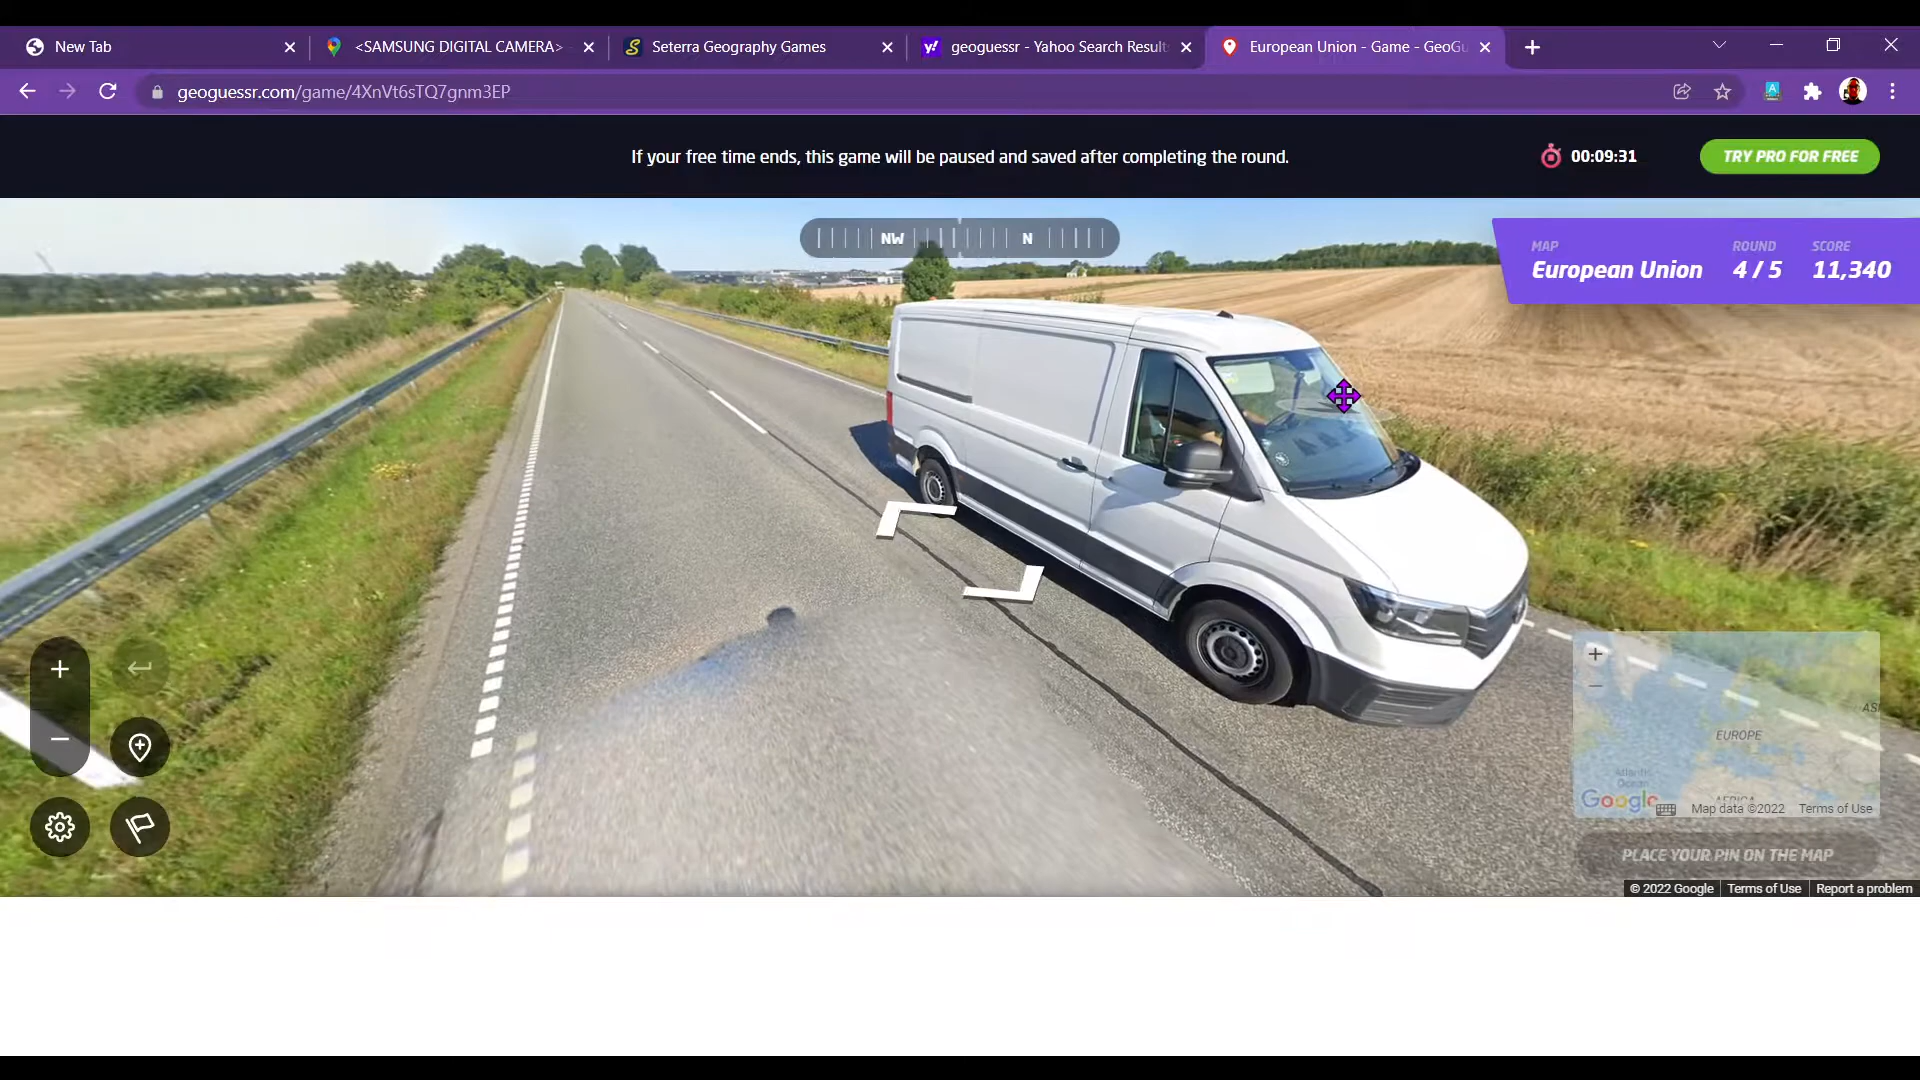 New Tab
<SAMSUNG DIGITAL CAMERA>
Seterra Geography Games
geoguessr - Yahoo Search Result
European Union - Game - GeoGu
geoguessr.com/game/4XnVt6sTQ7gnm3EP
If your free time ends, this game will be paused and saved after completing the round.
00:09:31
TRY PRO FOR FREE
NW
N
MAP
ROUND
SCORE
European Union
4 / 5
11,340
EUROPE
Atlantic
Ocean
AFRICA
Google
Map data ©2022
Terms of Use
PLACE YOUR PIN ON THE MAP
© 2022 Google
Terms of Use
Report a problem